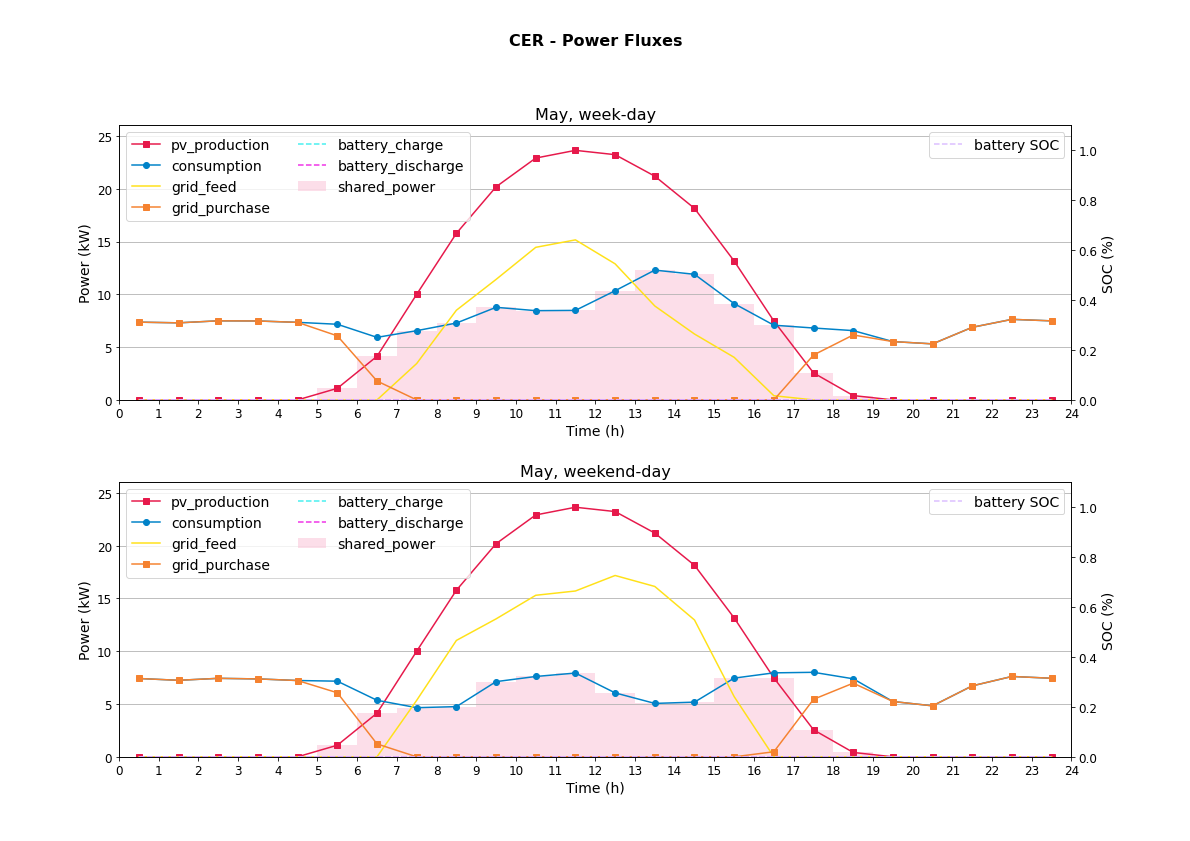 CER - Power Fluxes
May, week-day
pv_production
consumption
grid_feed
grid_purchase
battery_charge
battery_discharge
shared_power
battery SOC
Power (kW)
25
20
15
10
5
0
SOC (%)
1.0
0.8
0.6
0.4
0.2
0.0
0 1 2 3 4 5 6 7 8 9 10 11 12 13 14 15 16 17 18 19 20 21 22 23 24
Time (h)
May, weekend-day
pv_production
consumption
grid_feed
grid_purchase
battery_charge
battery_discharge
shared_power
battery SOC
Power (kW)
25
20
15
10
5
0
SOC (%)
1.0
0.8
0.6
0.4
0.2
0.0
0 1 2 3 4 5 6 7 8 9 10 11 12 13 14 15 16 17 18 19 20 21 22 23 24
Time (h)